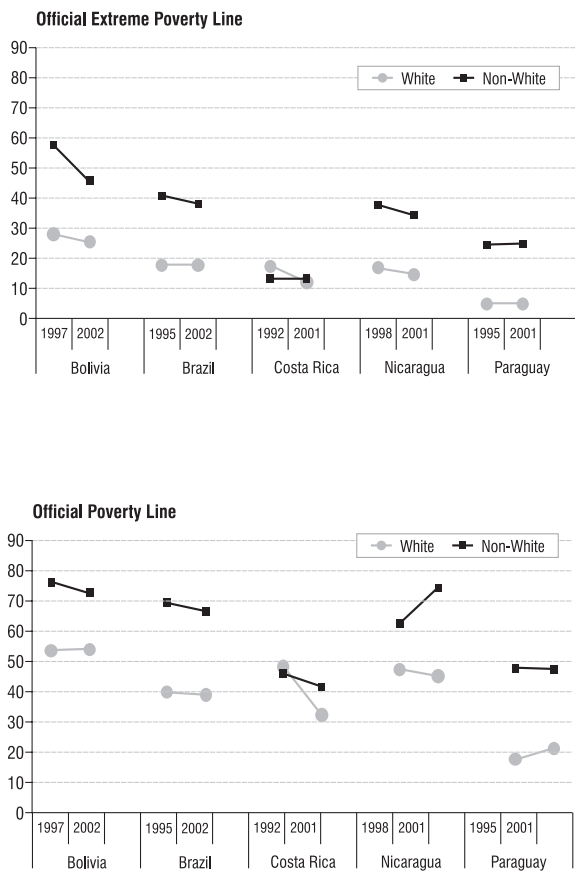 Official Extreme Poverty Line
90
White Non-White
80
70
60
50
40
30
20
10
0
1997 2002 1995 2002 1992 2001 1998 2001 1995 2001
Bolivia Brazil Costa Rica Nicaragua Paraguay
Official Poverty Line
90
White Non-White
80
70
60
50
40
30
20
10
0
1997 2002 1995 2002 1992 2001 1998 2001 1995 2001
Bolivia Brazil Costa Rica Nicaragua Paraguay